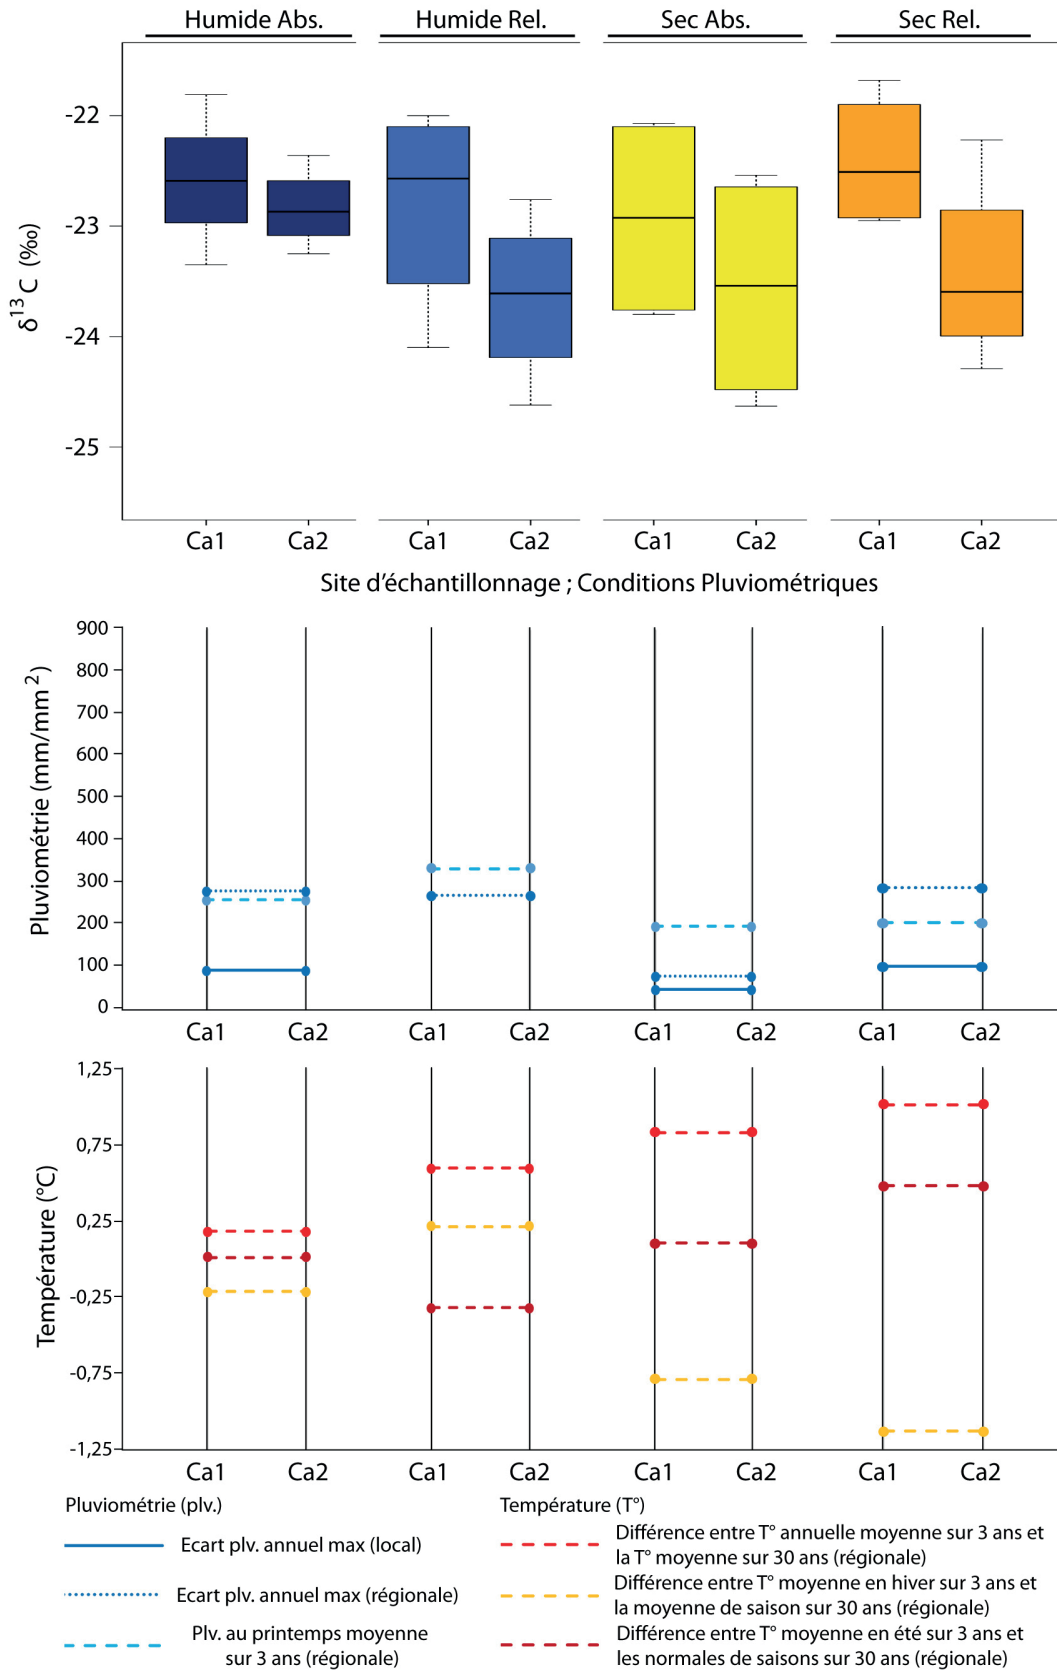 Humide Abs. Humide Rel. Sec Abs. Sec Rel.
-22
-23
-24
-25
δ13 C (‰)
Ca1 Ca2 Ca1 Ca2 Ca1 Ca2 Ca1 Ca2
Site d’échantillonnage ; Conditions Pluviométriques
900
800
700
600
500
400
300
200
100
0
Pluviométrie (mm/mm 2)
Ca1 Ca2 Ca1 Ca2 Ca1 Ca2 Ca1 Ca2
1,25
0,75
0,25
-0,25
-0,75
-1,25
Température (°C)
Ca1 Ca2 Ca1 Ca2 Ca1 Ca2 Ca1 Ca2
Pluviométrie (plv.)
Ecart plv. annuel max (local)
Ecart plv. annuel max (régionale)
Plv. au printemps moyenne
sur 3 ans (régionale)
Température (T°)
Différence entre T° annuelle moyenne sur 3 ans et
la T° moyenne sur 30 ans (régionale)
Différence entre T° moyenne en hiver sur 3 ans et
la moyenne de saison sur 30 ans (régionale)
Différence entre T° moyenne en été sur 3 ans et
les normales de saisons sur 30 ans (régionale)